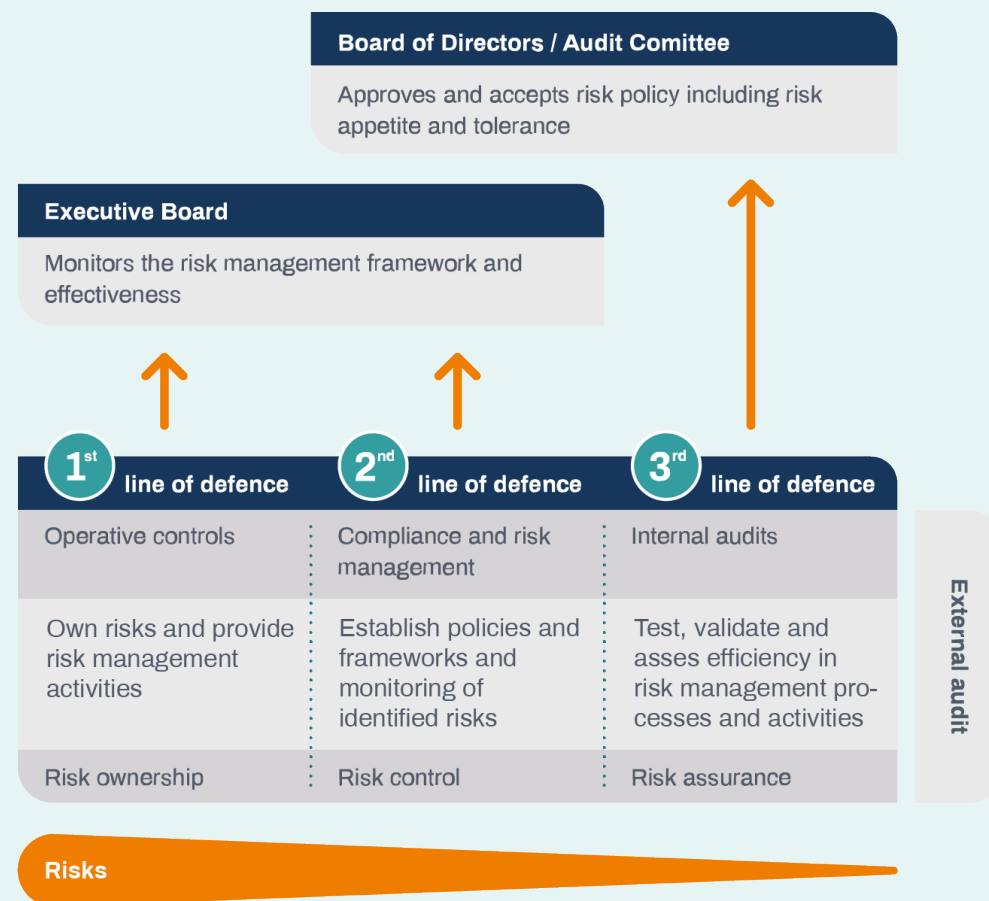 Board of Directors / Audit Comittee
Approves and accepts risk policy including risk
appetite and tolerance
Executive Board
Monitors the risk management framework and
effectiveness
1st line of defence
2nd line of defence
3rd line of defence
Operative controls
Compliance and risk
management
Internal audits
Own risks and provide
risk management
activities
Establish policies and
frameworks and
monitoring of
identified risks
Test, validate and
asses efficiency in
risk management pro-
cesses and activities
Risk ownership
Risk control
Risk assurance
External audit
Risks